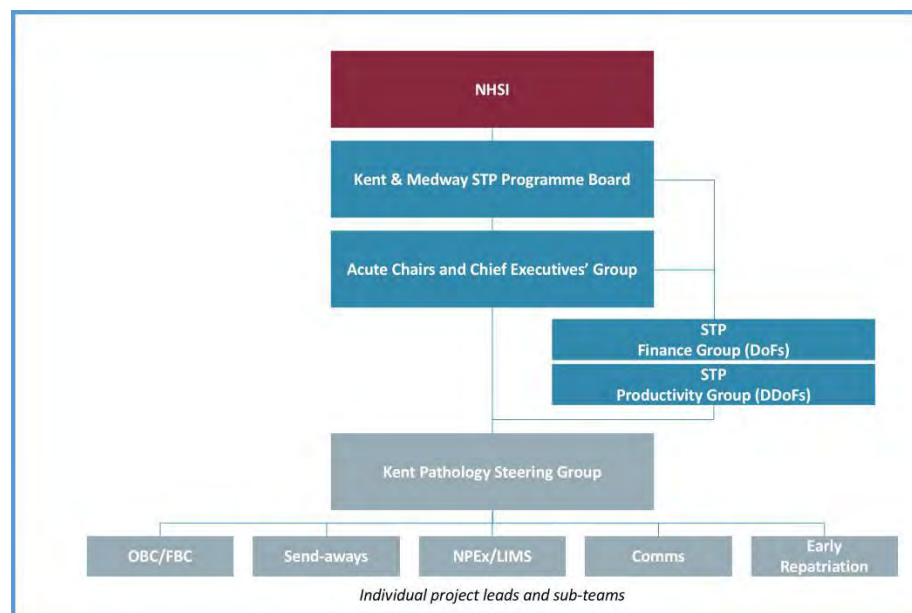 NHSI
Kent & Medway STP Programme Board
Acute Chairs and Chief Executives’ Group
STP
Finance Group (DoFs)
STP
Productivity Group (DDoFs)
Kent Pathology Steering Group
OBC/FBC
Send-aways
NPEx/LIMS
Comms
Early
Repatriation
Individual project leads and sub-teams